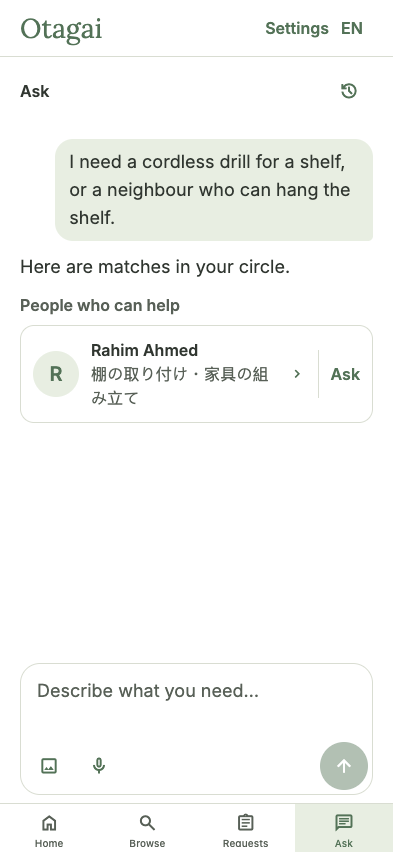 Otagai
Settings EN
Ask
I need a cordless drill for a shelf,
or a neighbour who can hang the
shelf.
Here are matches in your circle.
People who can help
R
Rahim Ahmed
棚の取り付け・家具の組
み立て
Ask
Describe what you need...
Home
Browse
Requests
Ask